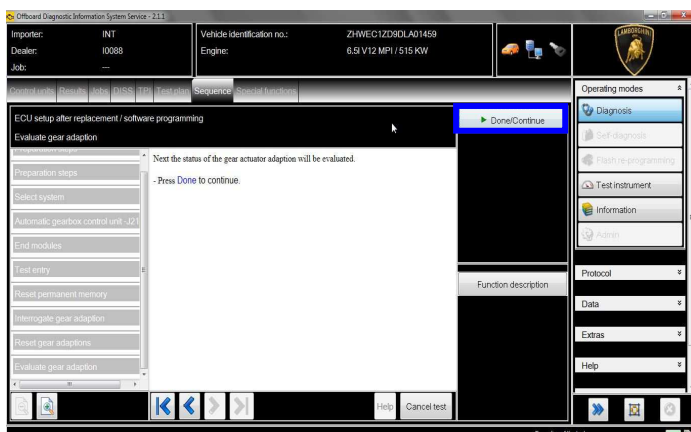 Offboard Diagnostic Information System Service - 2.1.1
Importer: INT
Dealer: I0088
Job: ---
Vehicle identification no.: ZHWEC1ZD9DLA01459
Engine: 6.5l V12 MPI / 515 KW
LAMBORGHINI
Control units Results Jobs DISS TPI Test plan Sequence Special functions
ECU setup after replacement / software programming
Evaluate gear adaption
Done/Continue
Preparation steps
Preparation steps
Select system
Automatic gearbox control unit -J21
End modules
Test entry
Reset permanent memory
Interrogate gear adaption
Reset gear adaptions
Evaluate gear adaption
Next the status of the gear actuator adaption will be evaluated.
- Press Done to continue.
Function description
Help
Cancel test
Operating modes
Diagnosis
Self-diagnosis
Flash re-programming
Test instrument
Information
Admin
Protocol
Data
Extras
Help